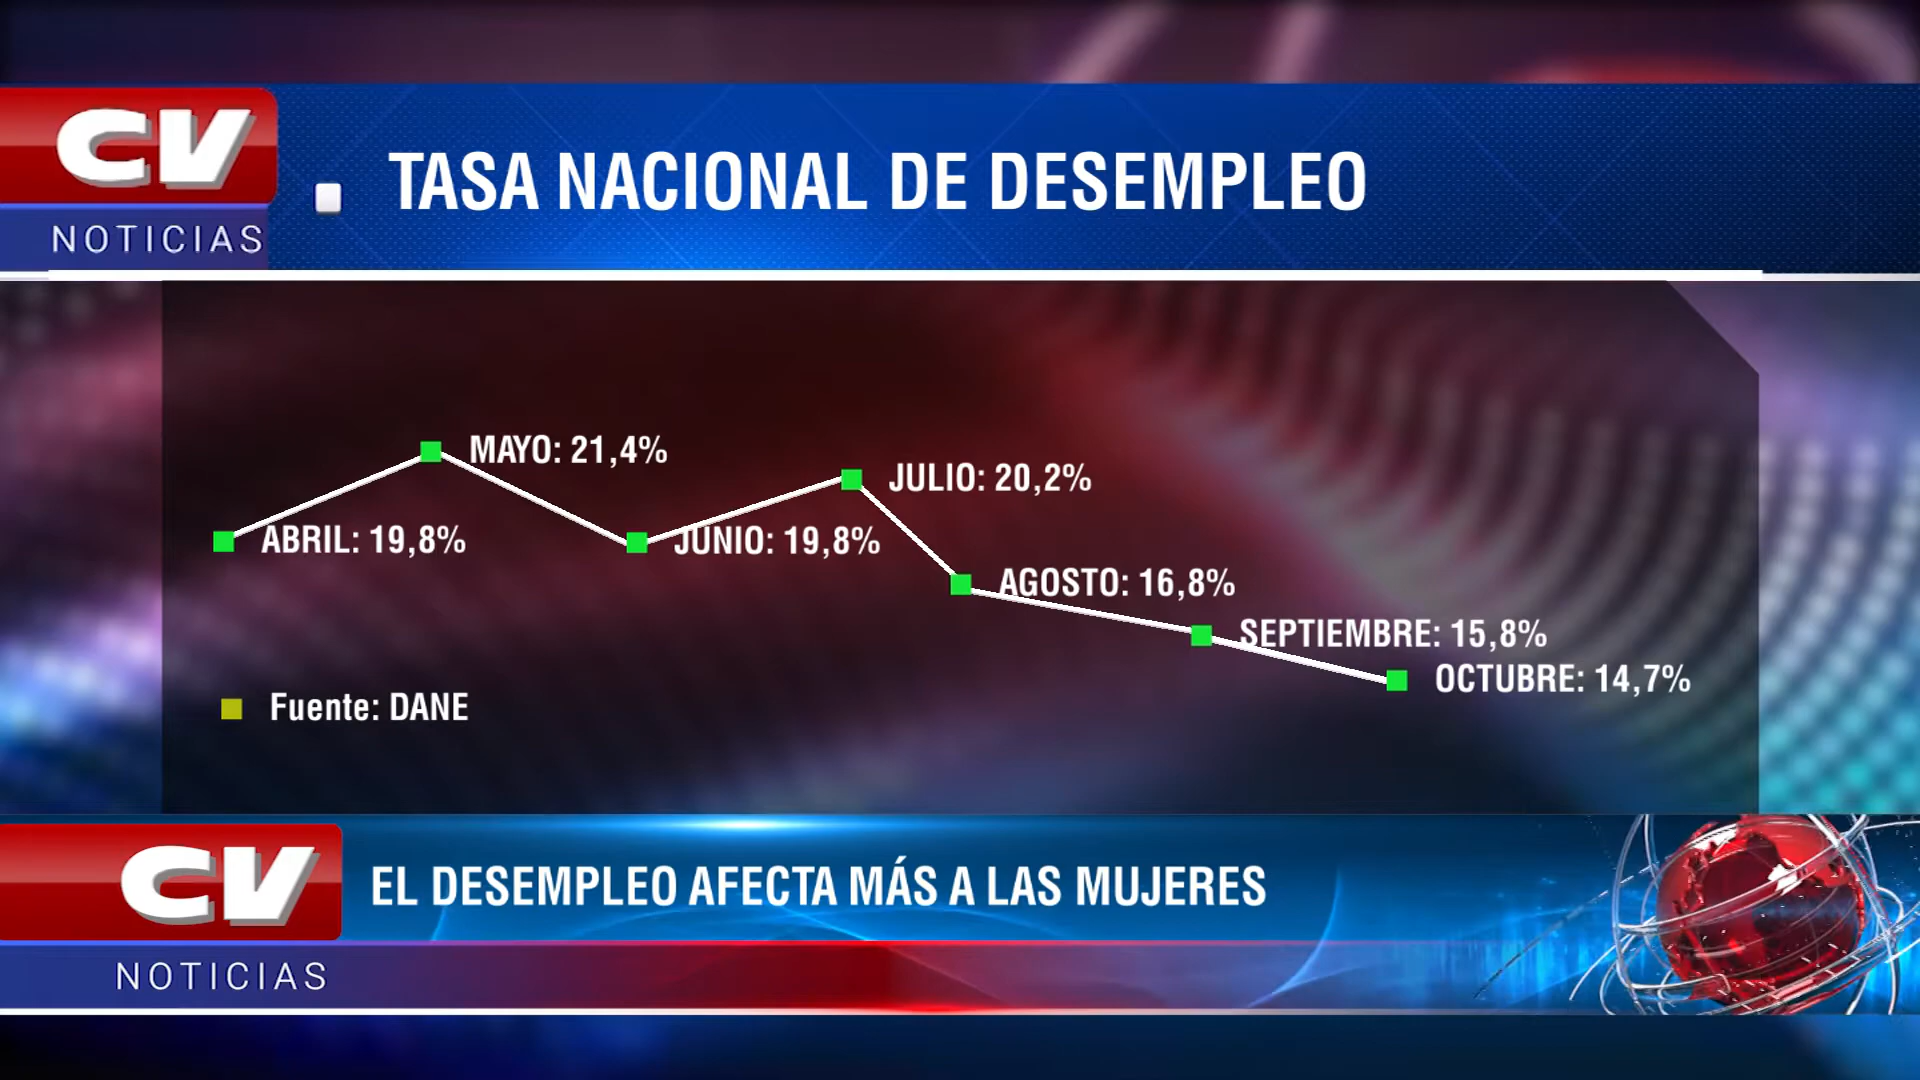 CV
NOTICIAS
TASA NACIONAL DE DESEMPLEO
MAYO: 21,4%
JULIO: 20,2%
ABRIL: 19,8%
JUNIO: 19,8%
AGOSTO: 16,8%
SEPTIEMBRE: 15,8%
OCTUBRE: 14,7%
Fuente: DANE
CV
NOTICIAS
EL DESEMPLEO AFECTA MÁS A LAS MUJERES